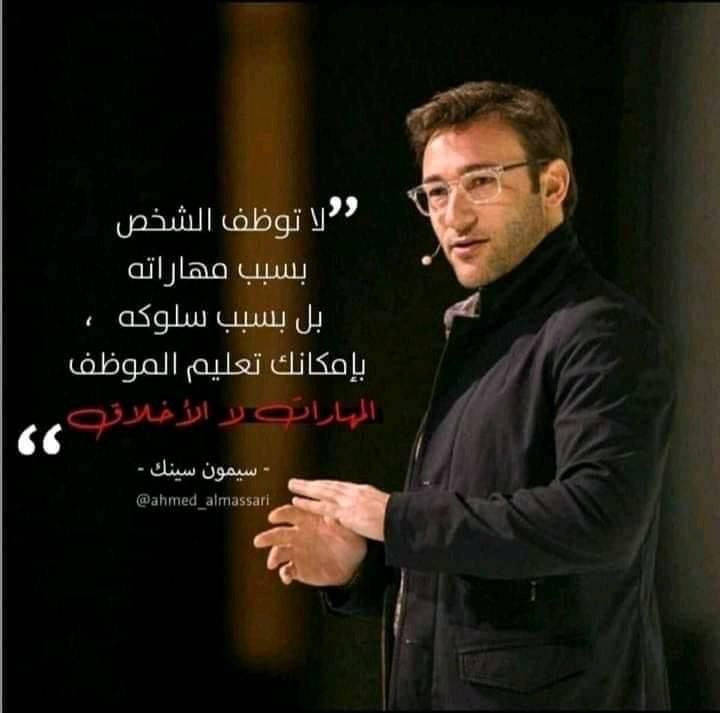 ”لا توظف الشخص
بسبب مهاراته
بل بسبب سلوكه ،
بإمكانك تعليم الموظف
المهارات لا الأخلاق“
- سيمون سينك -
@ahmed_almassari